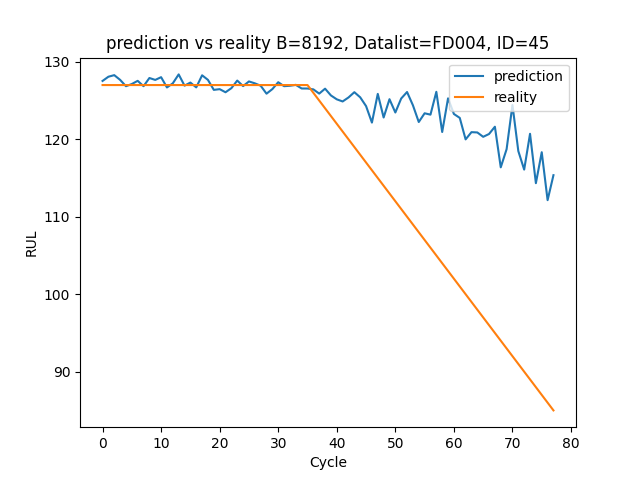 prediction vs reality B=8192, Datalist=FD004, ID=45
prediction
reality
130
120
110
100
90
RUL
0 10 20 30 40 50 60 70 80
Cycle